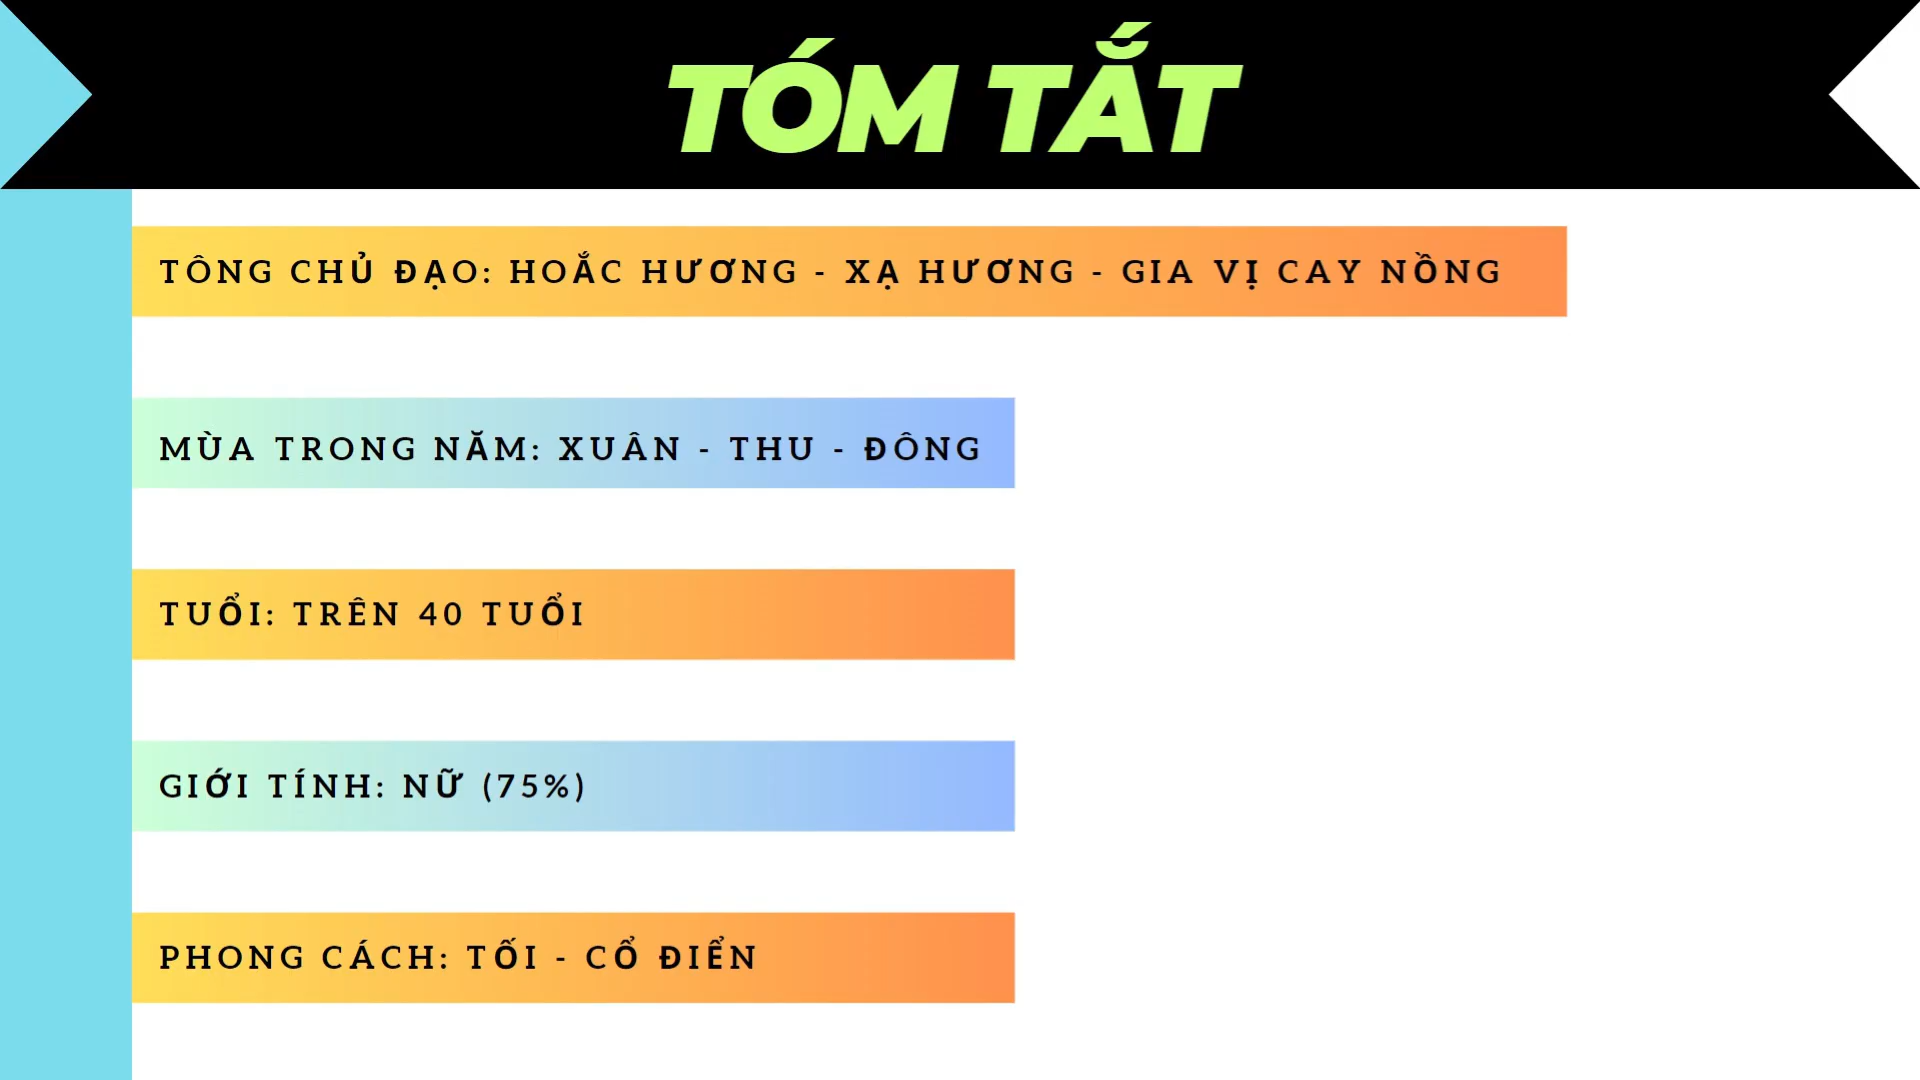 TÓM TẮT
TÔNG CHỦ ĐẠO: HOẮC HƯƠNG - XẠ HƯƠNG - GIA VỊ CAY NỒNG
MÙA TRONG NĂM: XUÂN - THU - ĐÔNG
TUỔI: TRÊN 40 TUỔI
GIỚI TÍNH: NỮ (75%)
PHONG CÁCH: TỐI - CỔ ĐIỂN